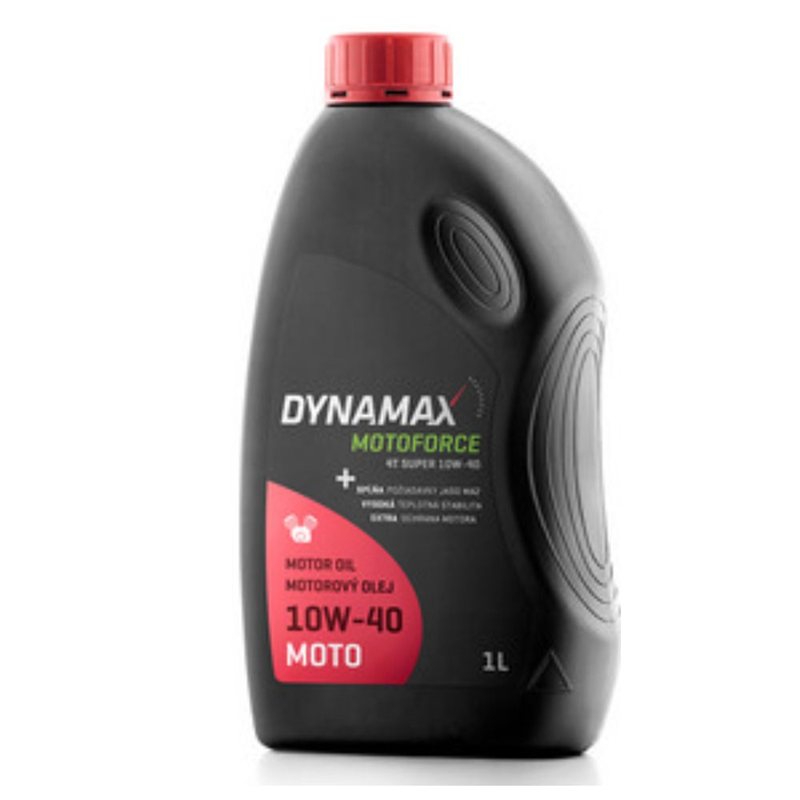 DYNAMAX
MOTOFORCE
4T SUPER 10W-40
+
SPĹŇA POŽIADAVKY JASO MA2
VYSOKÁ TEPLOTNÁ STABILITA
EXTRA OCHRANA MOTORA
MOTOR OIL
MOTOROVÝ OLEJ
10W-40
MOTO
1L